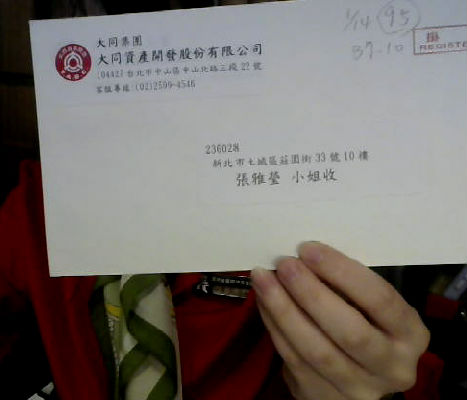 大同集團
大同資產開發股份有限公司
(0442)台北市中山區中山北路三段22號
客服專線:(02)2599-4546
1/14 95
37-10
掛
REGISTE
23602
新北市土城區莊園街33號10樓
張雅瑩 小姐收